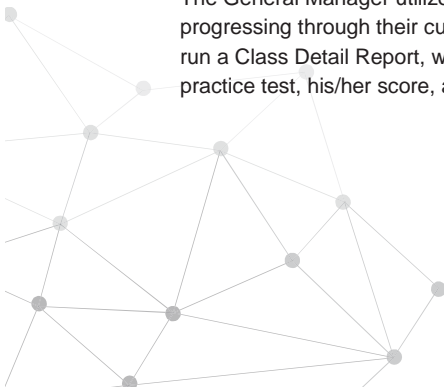 The General Manager utilize
progressing through their cu
run a Class Detail Report, w
practice test, his/her score, a